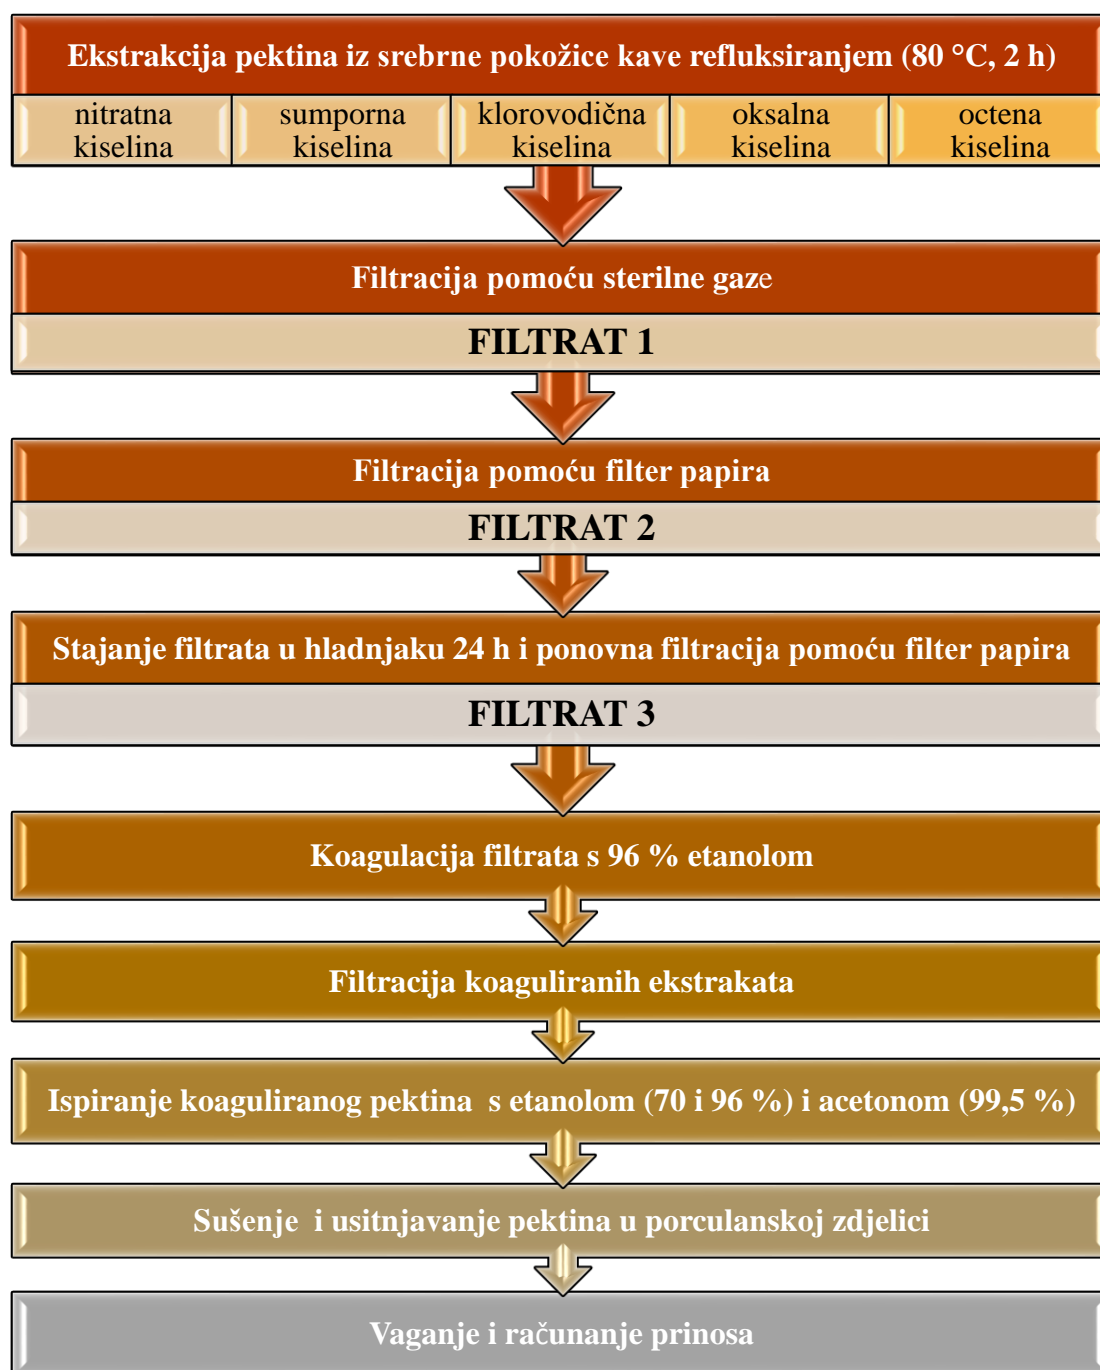 Ekstrakcija pektina iz srebrne pokožice kave refluksiranjem (80 °C, 2 h)
nitratna kiselina
sumporna kiselina
klorovodična kiselina
oksalna kiselina
octena kiselina
Filtracija pomoću sterilne gaze
FILTRAT 1
Filtracija pomoću filter papira
FILTRAT 2
Stajanje filtrata u hladnjaku 24 h i ponovna filtracija pomoću filter papira
FILTRAT 3
Koagulacija filtrata s 96 % etanolom
Filtracija koaguliranih ekstrakata
Ispiranje koaguliranog pektina  s etanolom (70 i 96 %) i acetonom (99,5 %)
Sušenje  i usitnjavanje pektina u porculanskoj zdjelici
Vaganje i računanje prinosa